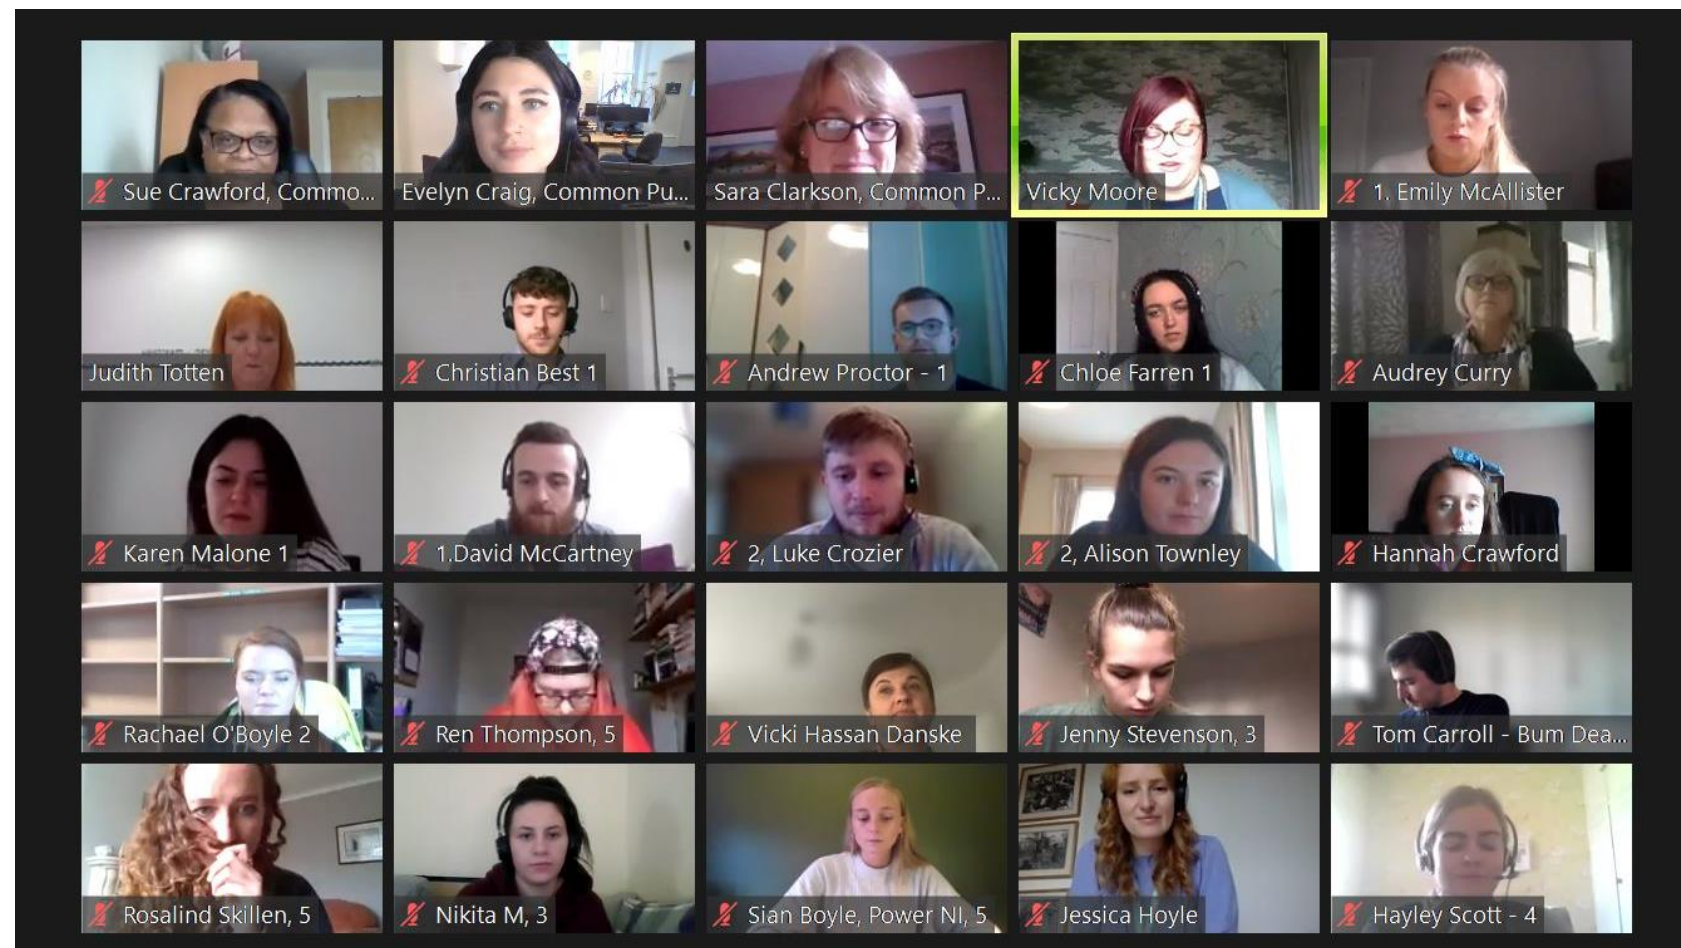 Sue Crawford, Commo...
Evelyn Craig, Common Pu...
Sara Clarkson, Common P...
Vicky Moore
1. Emily McAllister
Judith Totten
Christian Best 1
Andrew Proctor - 1
Chloe Farren 1
Audrey Curry
Karen Malone 1
1.David McCartney
2, Luke Crozier
2, Alison Townley
Hannah Crawford
Rachael O'Boyle 2
Ren Thompson, 5
Vicki Hassan Danske
Jenny Stevenson, 3
Tom Carroll - Bum Dea...
Rosalind Skillen, 5
Nikita M, 3
Sian Boyle, Power NI, 5
Jessica Hoyle
Hayley Scott - 4